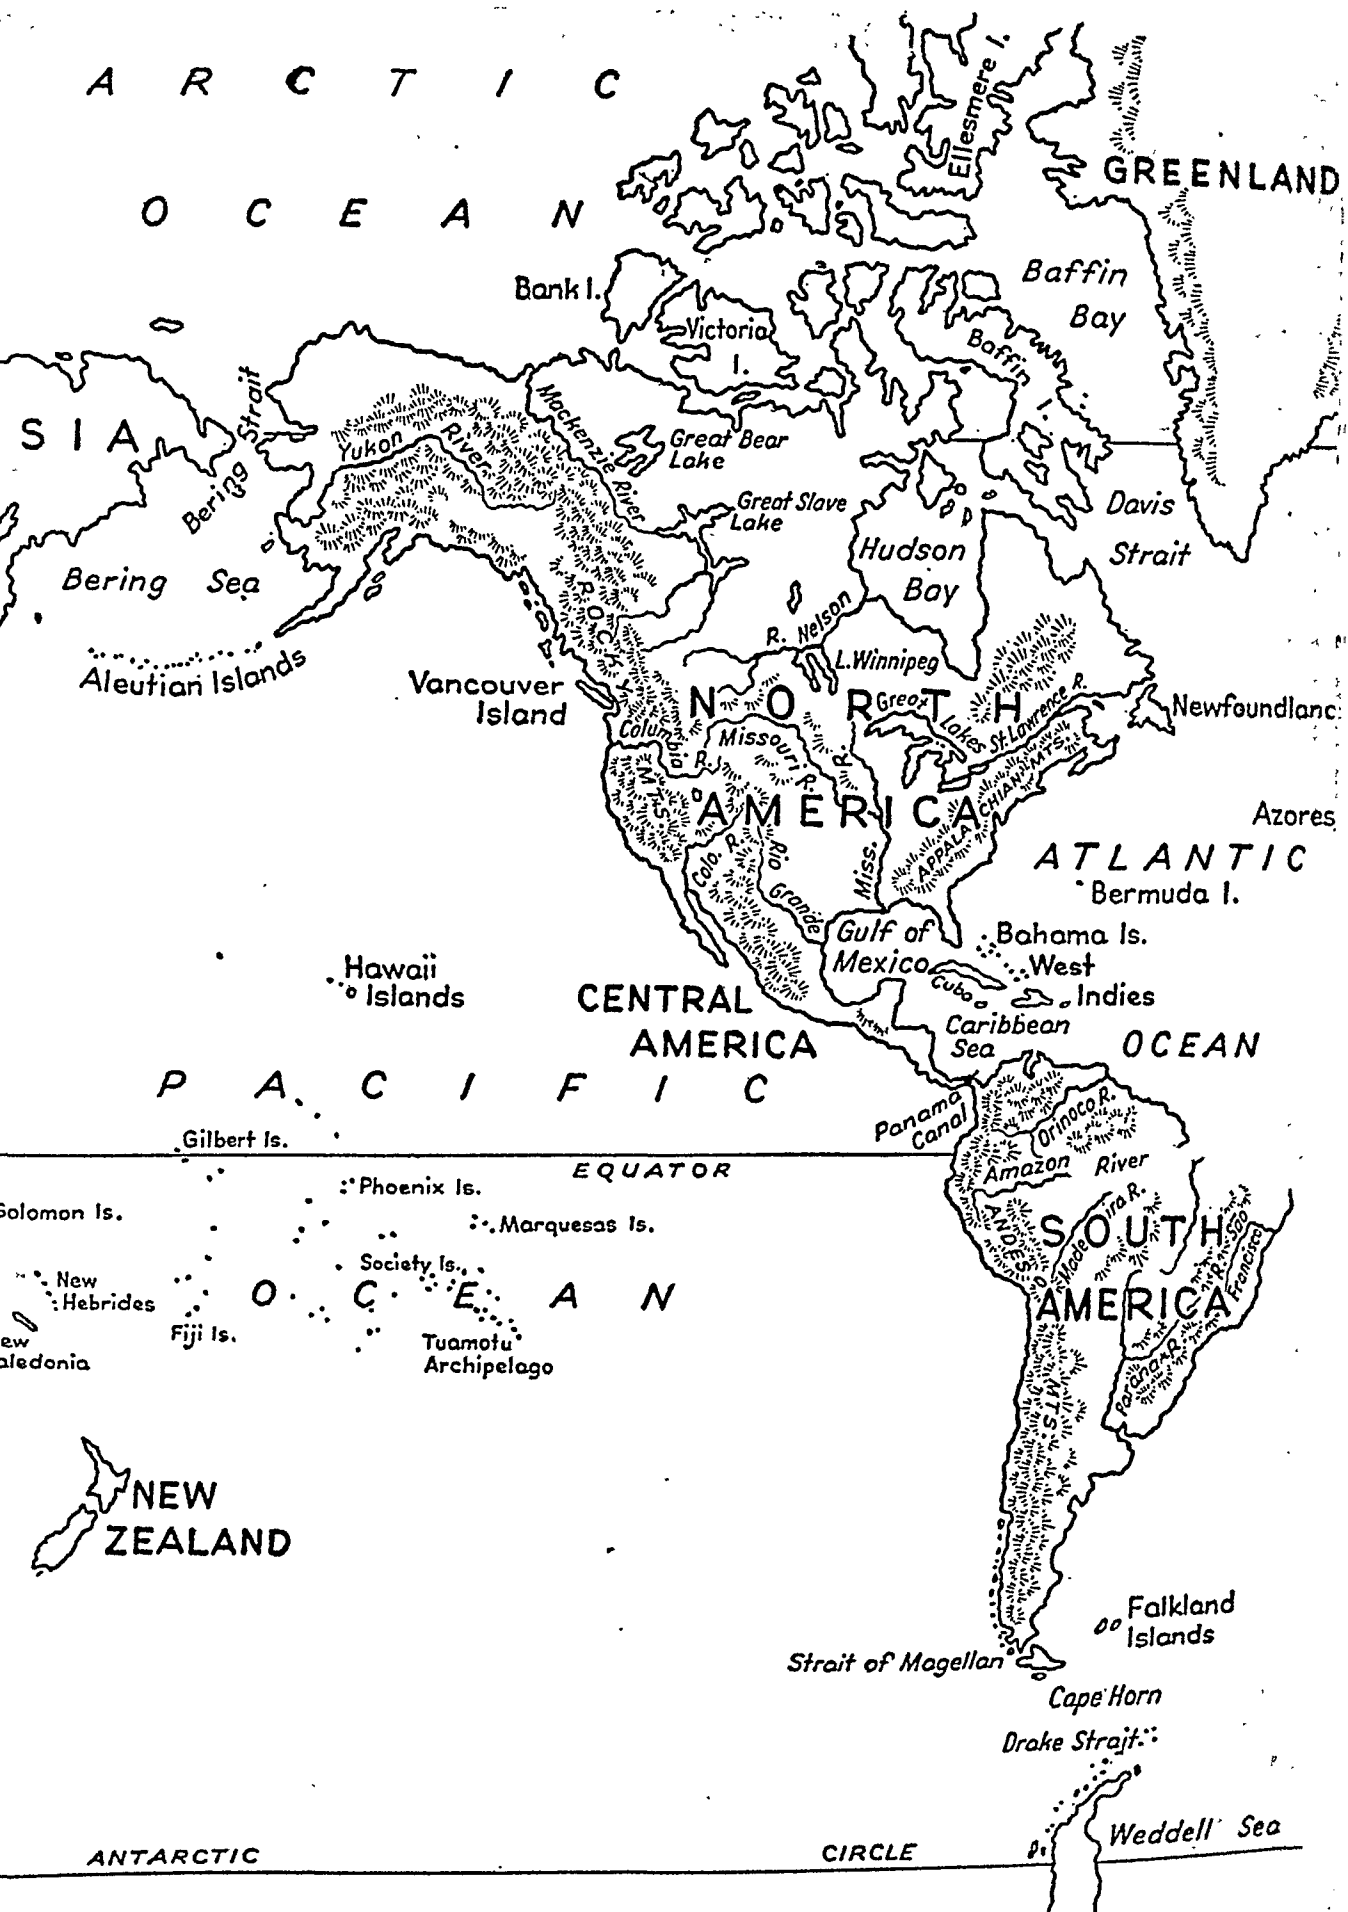 ARCTIC
Ellesmere I.
GREENLAND
OCEAN
Baffin
Bay
Bank I.
Victoria
I.
Baffin I.
Bering Strait
SIA
Yukon River
Mackenzie River
Great Bear
Lake
Great Slave
Lake
Davis
Strait
Hudson
Bay
Bering Sea
ROCKY MTS.
R. Nelson
L. Winnipeg
Aleutian Islands
Vancouver
Island
NORTH
Great Lakes
St. Lawrence R.
Newfoundland
Columbia R.
Missouri R.
AMERICA
APPALACHIAN MTS.
Azores
ATLANTIC
Bermuda I.
Colo. R.
Rio Grande
Miss. R.
Gulf of
Mexico
Bahama Is.
West
Indies
Cuba
Hawaii
Islands
CENTRAL
AMERICA
Caribbean
Sea
OCEAN
PACIFIC
Panama
Canal
Orinoco R.
Gilbert Is.
EQUATOR
Amazon River
Phoenix Is.
Solomon Is.
Marquesas Is.
ANDES MTS.
Madeira R.
SOUTH
R. São Francisco
Society Is.
New
Hebrides
OCEAN
AMERICA
Fiji Is.
ew
aledonia
Tuamotu
Archipelago
Parana R.
NEW
ZEALAND
Falkland
Islands
Strait of Magellan
Cape Horn
Drake Strait
Weddell Sea
ANTARCTIC CIRCLE